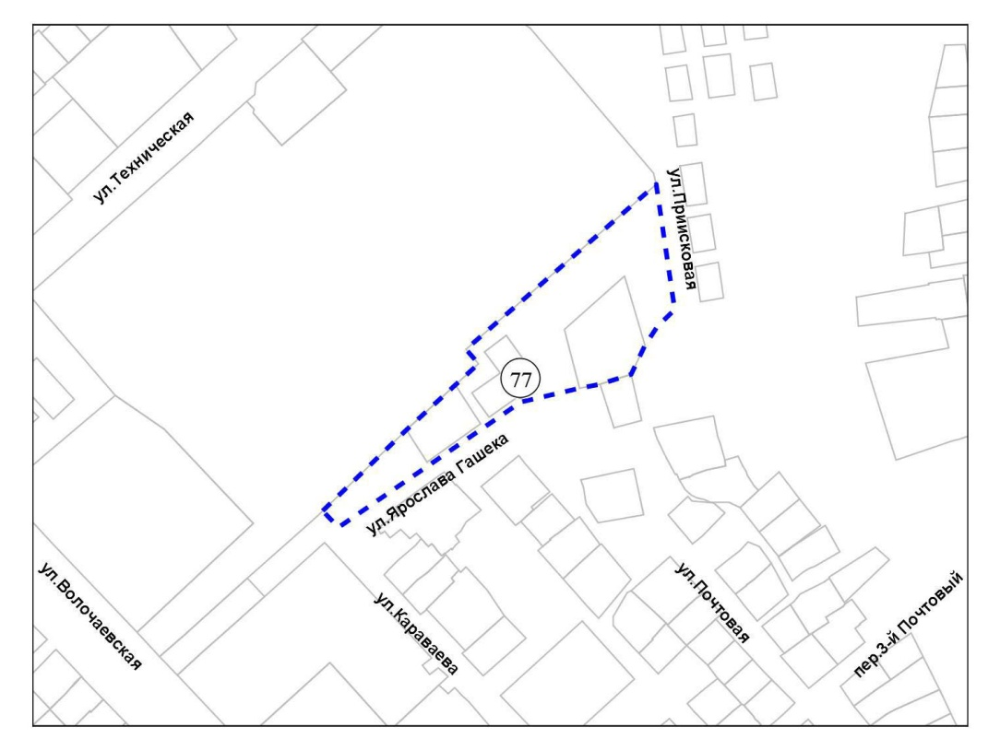 ул.Техническая
ул.Приисковая
77
ул.Ярослава Гашека
ул.Волочаевская
ул.Караваева
ул.Почтовая
пер.3-й Почтовый